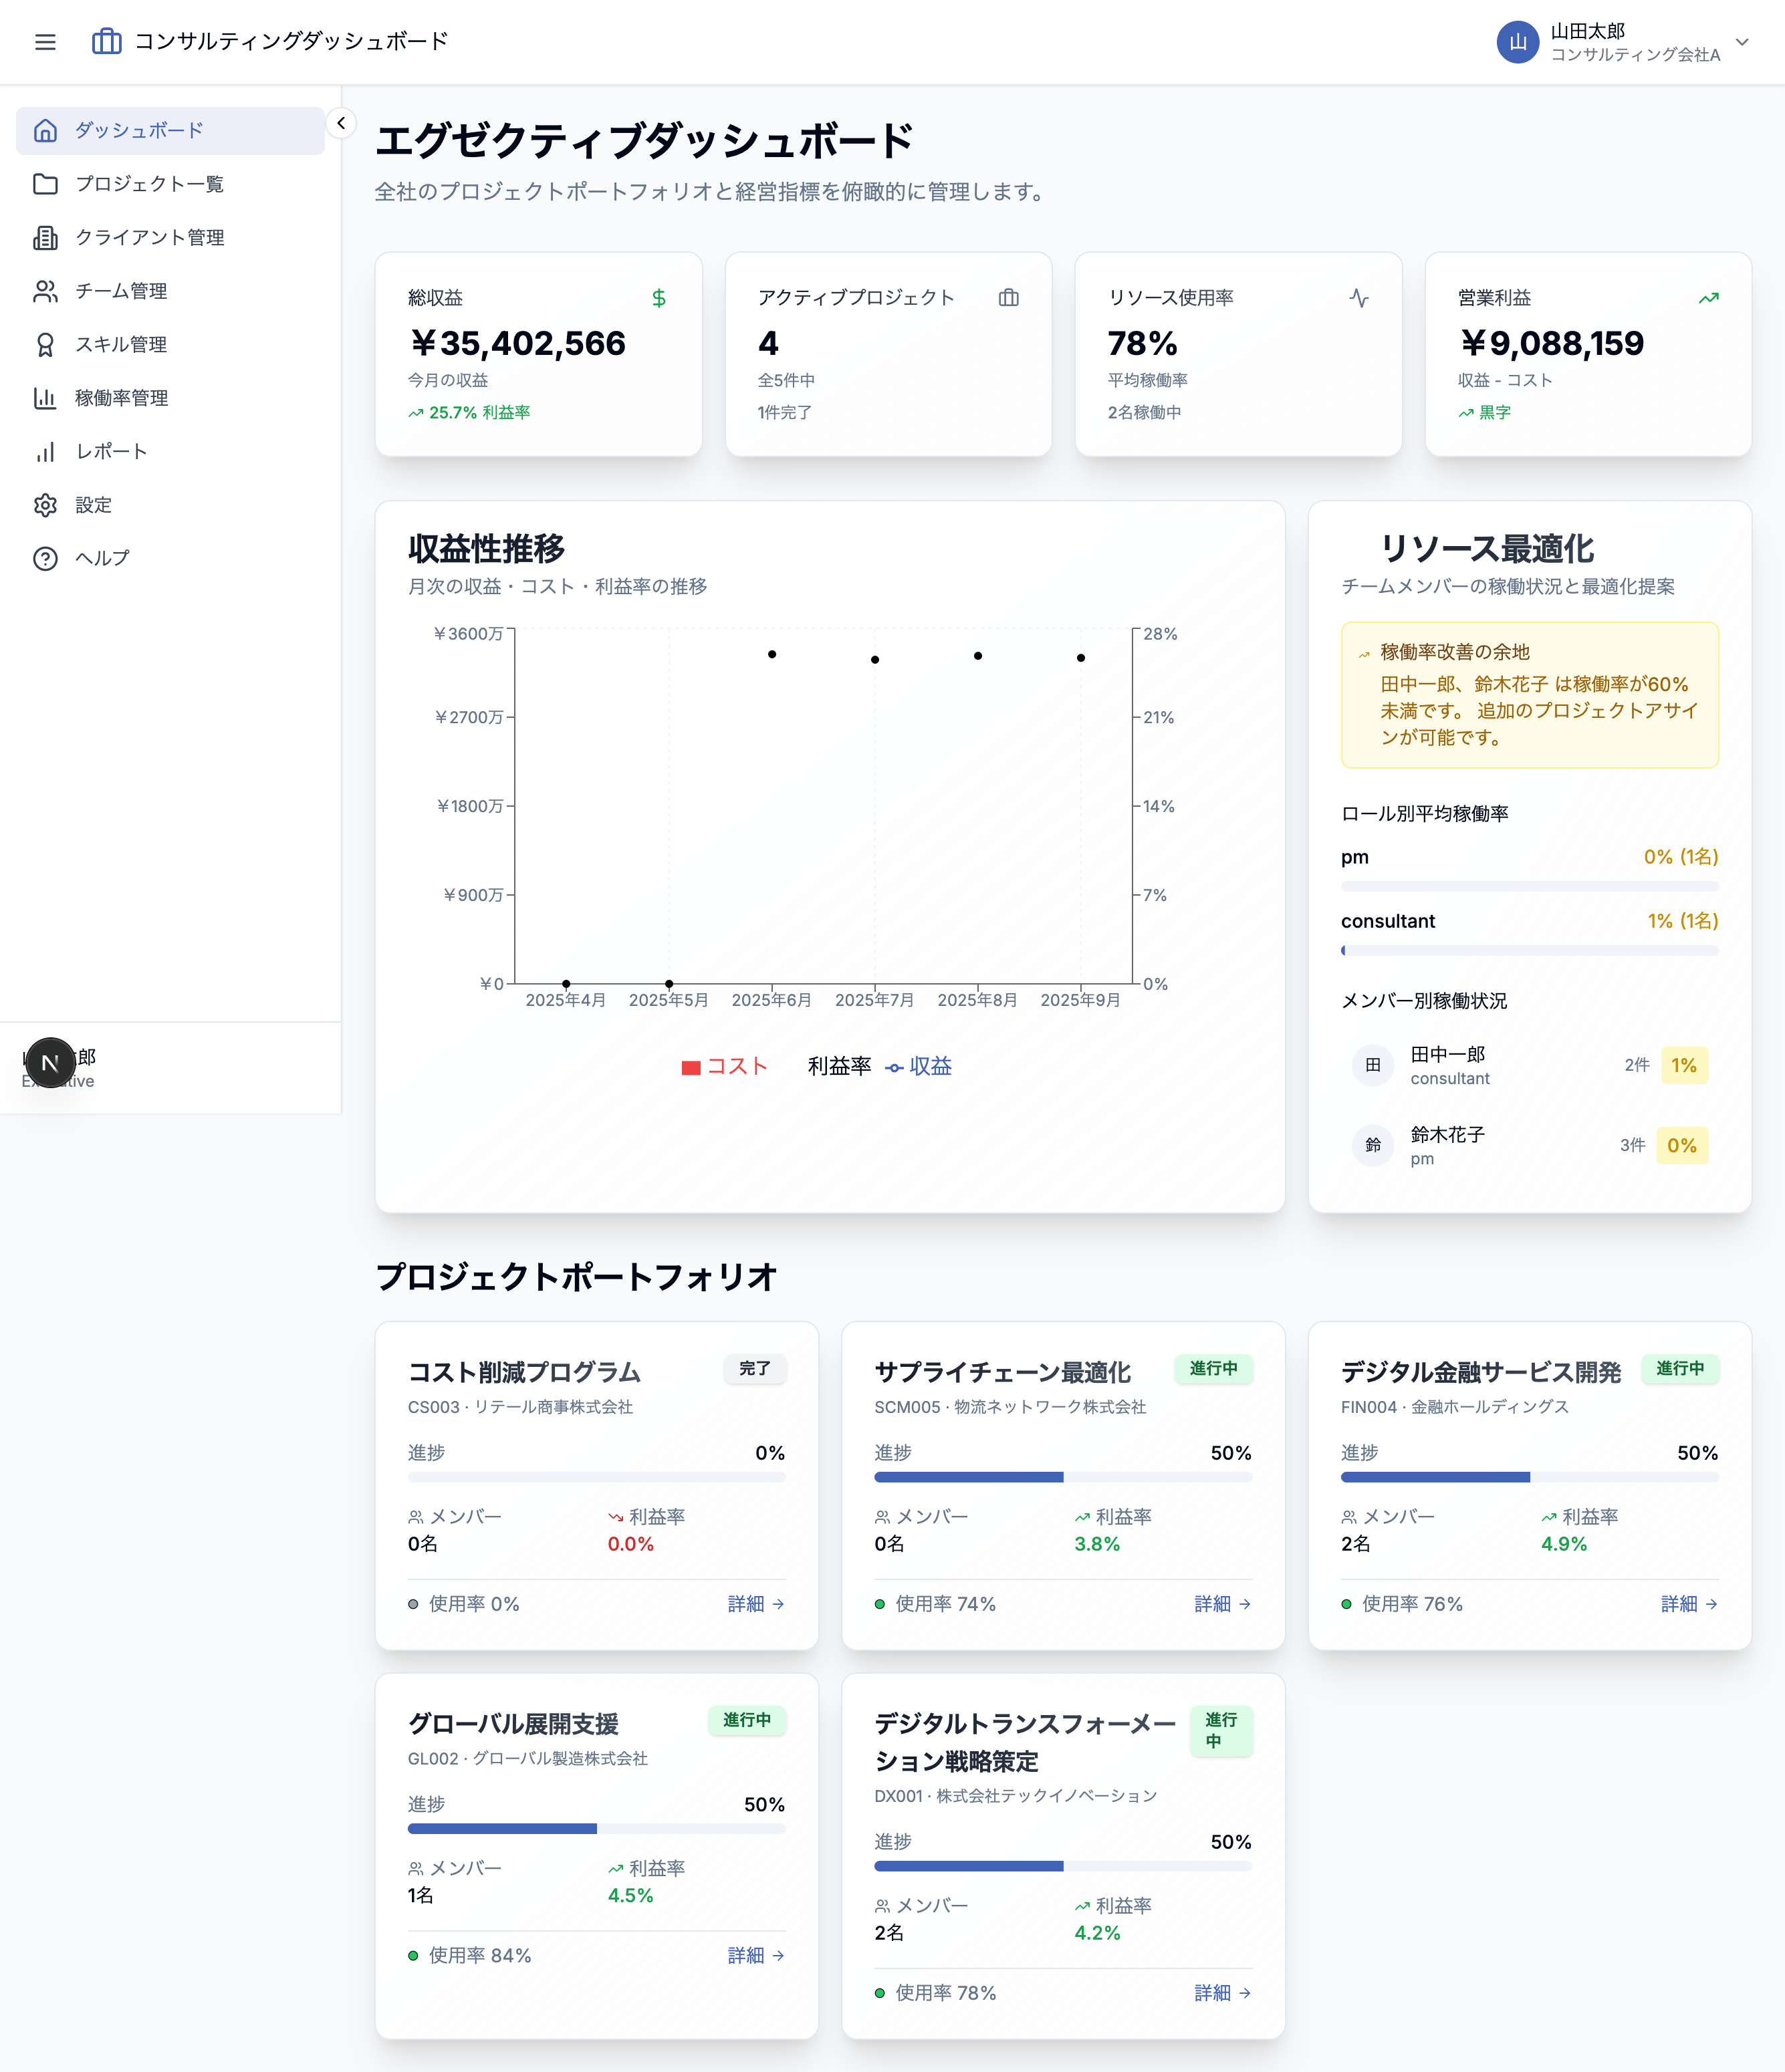 コンサルティングダッシュボード
山
山田太郎
コンサルティング会社A
ダッシュボード
プロジェクト一覧
クライアント管理
チーム管理
スキル管理
稼働率管理
レポート
設定
ヘルプ
N
郎
エグゼクティブダッシュボード
全社のプロジェクトポートフォリオと経営指標を俯瞰的に管理します。
総収益
¥35,402,566
今月の収益
25.7% 利益率
アクティブプロジェクト
4
全5件中
1件完了
リソース使用率
78%
平均稼働率
2名稼働中
営業利益
¥9,088,159
収益 - コスト
黒字
収益性推移
月次の収益・コスト・利益率の推移
¥3600万
¥2700万
¥1800万
¥900万
¥0
28%
21%
14%
7%
0%
2025年4月 2025年5月 2025年6月 2025年7月 2025年8月 2025年9月
コスト 利益率 収益
リソース最適化
チームメンバーの稼働状況と最適化提案
稼働率改善の余地
田中一郎、鈴木花子 は稼働率が60%
未満です。 追加のプロジェクトアサイ
ンが可能です。
ロール別平均稼働率
pm 0% (1名)
consultant 1% (1名)
メンバー別稼働状況
田
田中一郎
consultant
2件 1%
鈴
鈴木花子
pm
3件 0%
プロジェクトポートフォリオ
コスト削減プログラム
完了
CS003 · リテール商事株式会社
進捗 0%
メンバー
0名
利益率
0.0%
使用率 0%
詳細 →
サプライチェーン最適化
進行中
SCM005 · 物流ネットワーク株式会社
進捗 50%
メンバー
0名
利益率
3.8%
使用率 74%
詳細 →
デジタル金融サービス開発
進行中
FIN004 · 金融ホールディングス
進捗 50%
メンバー
2名
利益率
4.9%
使用率 76%
詳細 →
グローバル展開支援
進行中
GL002 · グローバル製造株式会社
進捗 50%
メンバー
1名
利益率
4.5%
使用率 84%
詳細 →
デジタルトランスフォーメー
ション戦略策定
進行
中
DX001 · 株式会社テックイノベーション
進捗 50%
メンバー
2名
利益率
4.2%
使用率 78%
詳細 →